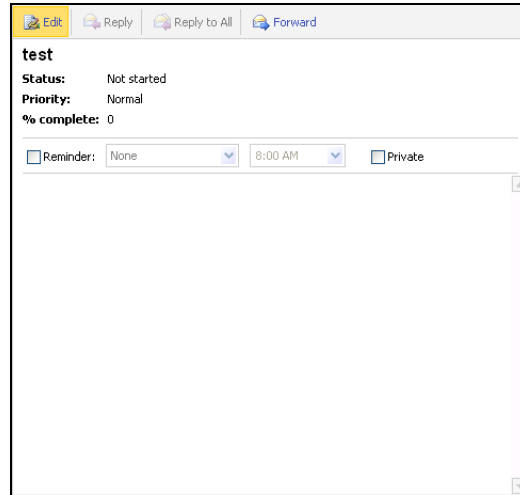 Edit Reply Reply to All Forward
test
Status: Not started
Priority: Normal
% complete: 0
Reminder: None 8:00 AM Private